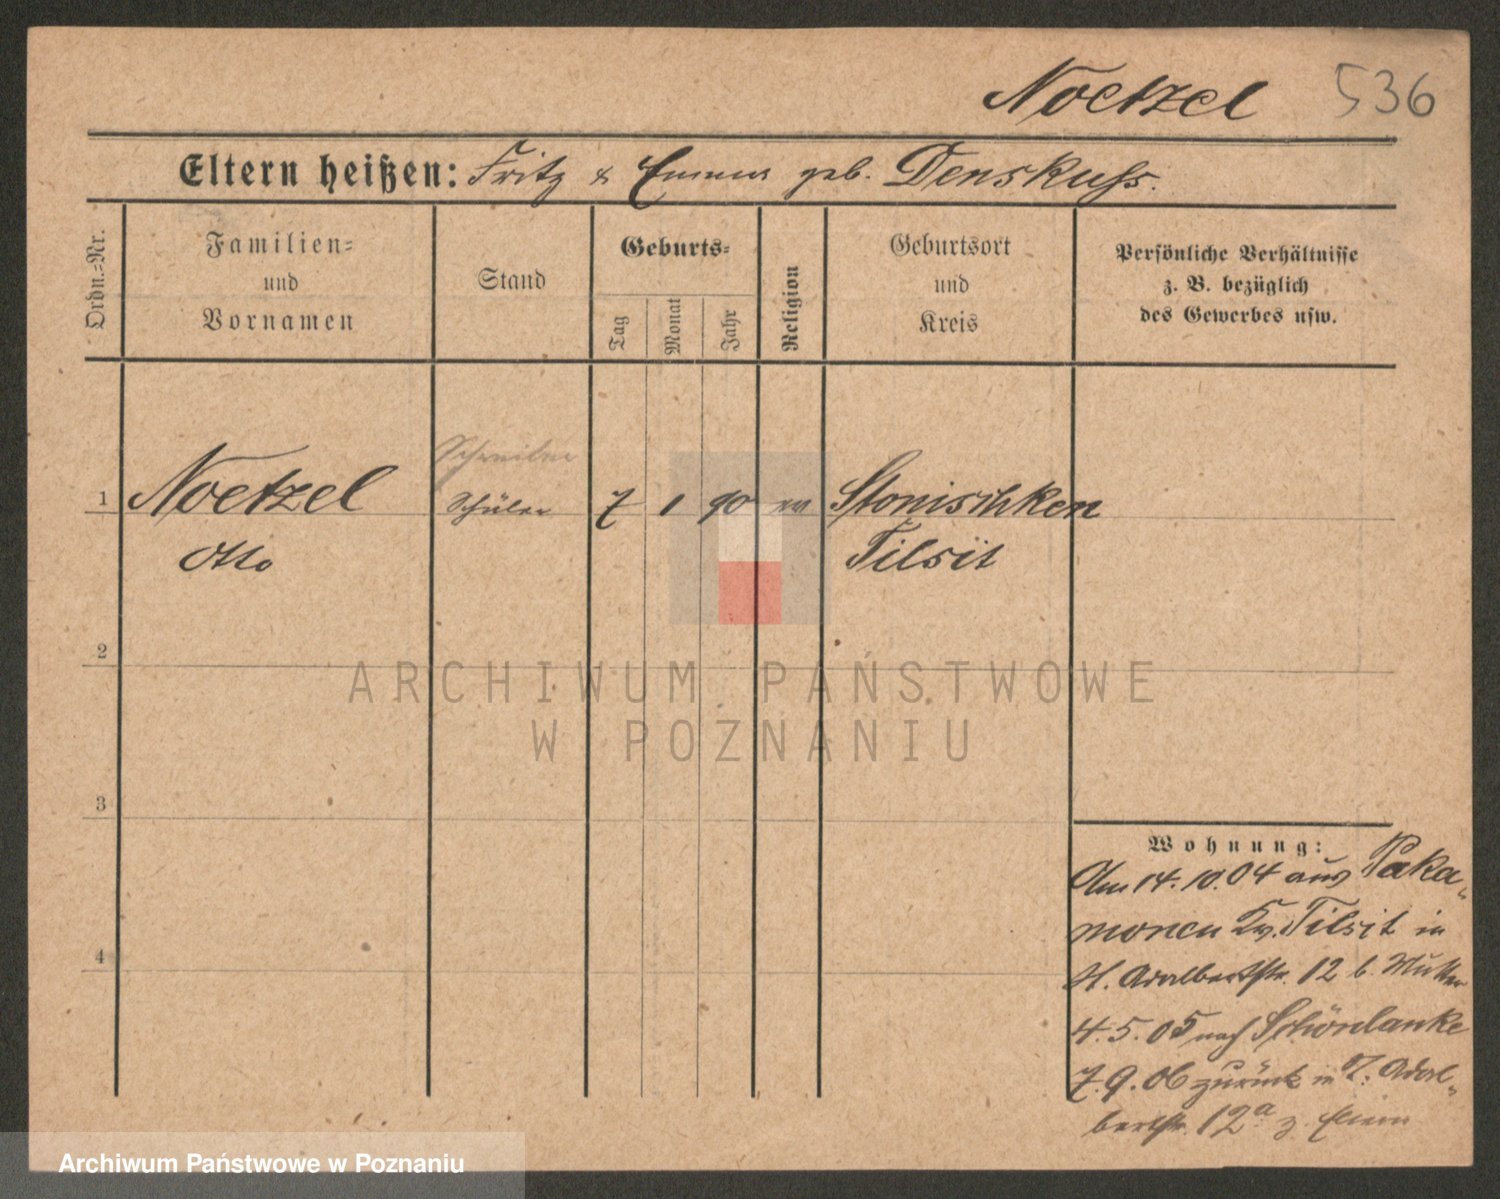 Noetzel 536
Eltern heißen: Fritz & Emma geb. Denskuss.
Ordn.=Nr.
Familien=
und
Vornamen
Stand
Geburts=
Tag
Monat
Jahr
Religion
Geburtsort
und
Kreis
Persönliche Verhältnisse
z. B. bezüglich
des Gewerbes usw.
Schreiber
1 Noetzel Schüler 7 1 90 ev Stonischken
Otto Tilsit
2
3
4
Wohnung:
Am 14.10.04 aus Paka-
monen Kr. Tilsit in
H. Adalbertstr. 12 b. Mutter
4.5.05 nach Schönlanke
7.9.06 zurück in P. Adal-
bertstr. 12a z. Eltern
ARCHIWUM PAŃSTWOWE
W POZNANIU
Archiwum Państwowe w Poznaniu